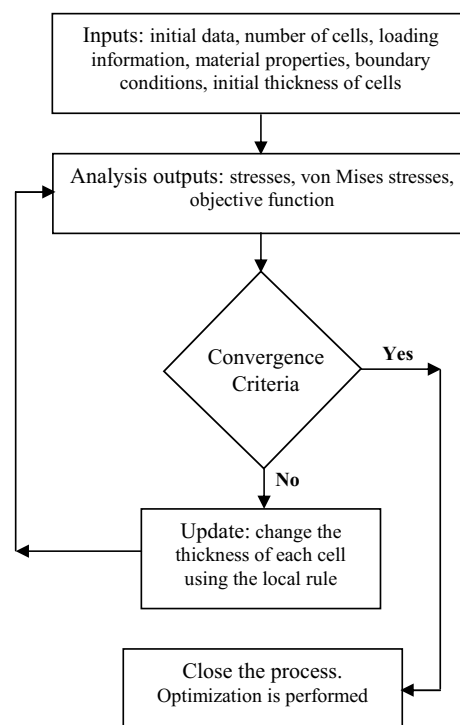 Inputs: initial data, number of cells, loading
information, material properties, boundary
conditions, initial thickness of cells
Analysis outputs: stresses, von Mises stresses,
objective function
Convergence
Criteria
Yes
No
Update: change the
thickness of each cell
using the local rule
Close the process.
Optimization is performed